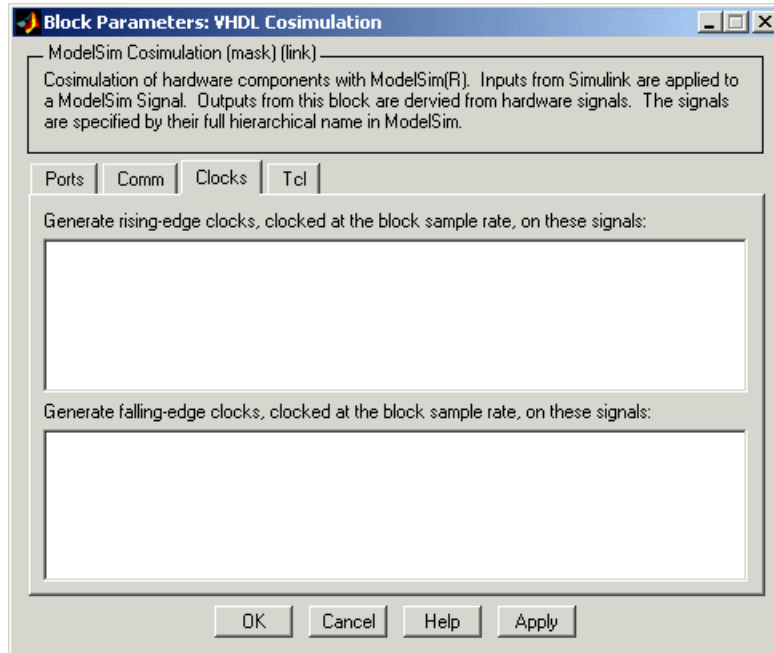 Block Parameters: VHDL Cosimulation
ModelSim Cosimulation (mask) (link)
Cosimulation of hardware components with ModelSim(R). Inputs from Simulink are applied to
a ModelSim Signal. Outputs from this block are dervied from hardware signals. The signals
are specified by their full hierarchical name in ModelSim.
Ports Comm Clocks Tcl
Generate rising-edge clocks, clocked at the block sample rate, on these signals:
Generate falling-edge clocks, clocked at the block sample rate, on these signals:
OK Cancel Help Apply